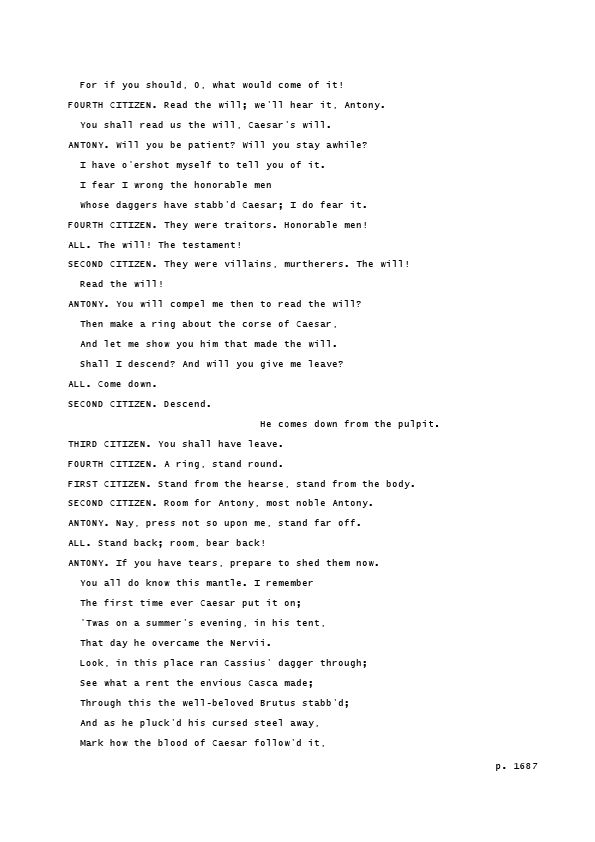 For if you should, O, what would come of it!
FOURTH CITIZEN. Read the will; we'll hear it, Antony.
You shall read us the will, Caesar's will.
ANTONY. Will you be patient? Will you stay awhile?
I have o'ershot myself to tell you of it.
I fear I wrong the honorable men
Whose daggers have stabb'd Caesar; I do fear it.
FOURTH CITIZEN. They were traitors. Honorable men!
ALL. The will! The testament!
SECOND CITIZEN. They were villains, murtherers. The will!
Read the will!
ANTONY. You will compel me then to read the will?
Then make a ring about the corse of Caesar,
And let me show you him that made the will.
Shall I descend? And will you give me leave?
ALL. Come down.
SECOND CITIZEN. Descend.
He comes down from the pulpit.
THIRD CITIZEN. You shall have leave.
FOURTH CITIZEN. A ring, stand round.
FIRST CITIZEN. Stand from the hearse, stand from the body.
SECOND CITIZEN. Room for Antony, most noble Antony.
ANTONY. Nay, press not so upon me, stand far off.
ALL. Stand back; room, bear back!
ANTONY. If you have tears, prepare to shed them now.
You all do know this mantle. I remember
The first time ever Caesar put it on;
'Twas on a summer's evening, in his tent,
That day he overcame the Nervii.
Look, in this place ran Cassius' dagger through;
See what a rent the envious Casca made;
Through this the well-beloved Brutus stabb'd;
And as he pluck'd his cursed steel away,
Mark how the blood of Caesar follow'd it,
p. 1687